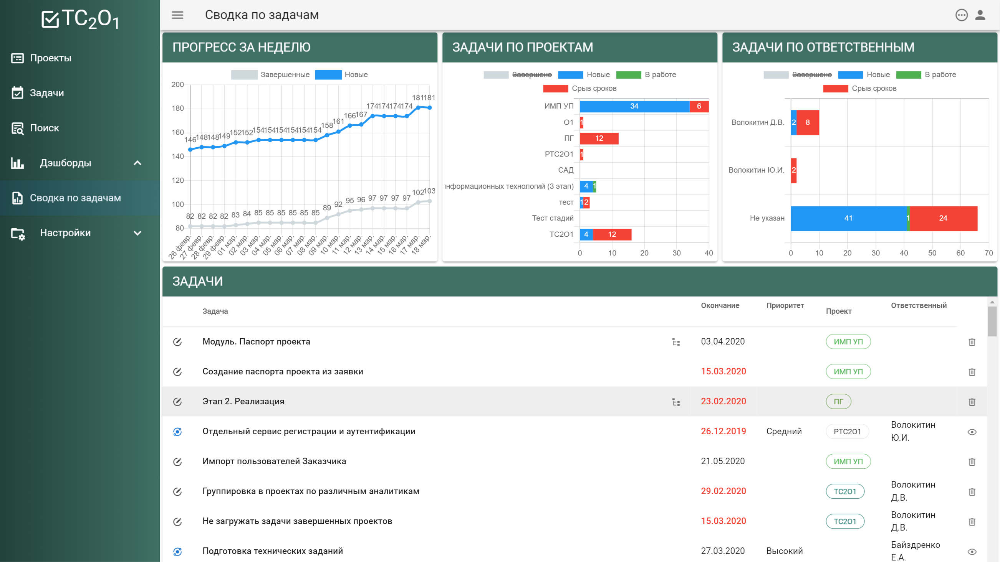 TC2O1
Проекты
Задачи
Поиск
Дэшборды
Сводка по задачам
Настройки
Сводка по задачам
ПРОГРЕСС ЗА НЕДЕЛЮ
Завершенные Новые
200
180
160
140
120
100
80
146 148 148 149 152 152 154 154 154 154 154 154 158 161 166 167 174 174 174 174 181 181
82 82 82 82 83 84 85 85 85 85 85 85 89 92 95 96 97 97 97 97 102 103
26 февр. 27 февр. 28 февр. 29 февр. 01 мар. 02 мар. 03 мар. 04 мар. 05 мар. 06 мар. 07 мар. 08 мар. 09 мар. 10 мар. 11 мар. 12 мар. 13 мар. 14 мар. 15 мар. 16 мар. 17 мар. 18 мар.
ЗАДАЧИ ПО ПРОЕКТАМ
Завершено Новые В работе
Срыв сроков
ИМП УП 34 6
О1 1
ПГ 12
РТС2О1 1
САД
информационных технологий (3 этап) 4 1
тест 1 2
Тест стадий
ТС2О1 4 12
0 10 20 30 40
ЗАДАЧИ ПО ОТВЕТСТВЕННЫМ
Завершено Новые В работе
Срыв сроков
Волокитин Д.В. 2 8
Волокитин Ю.И. 2
Не указан 41 1 24
0 10 20 30 40 50 60 70
ЗАДАЧИ
Задача Окончание Приоритет Проект Ответственный
Модуль. Паспорт проекта 03.04.2020 ИМП УП
Создание паспорта проекта из заявки 15.03.2020 ИМП УП
Этап 2. Реализация 23.02.2020 ПГ
Отдельный сервис регистрации и аутентификации 26.12.2019 Средний РТС2О1 Волокитин
Ю.И.
Импорт пользователей Заказчика 21.05.2020 ИМП УП
Группировка в проектах по различным аналитикам 29.02.2020 ТС2О1 Волокитин
Д.В.
Не загружать задачи завершенных проектов 15.03.2020 ТС2О1 Волокитин
Д.В.
Подготовка технических заданий 27.03.2020 Высокий Байздренко
Е.А.